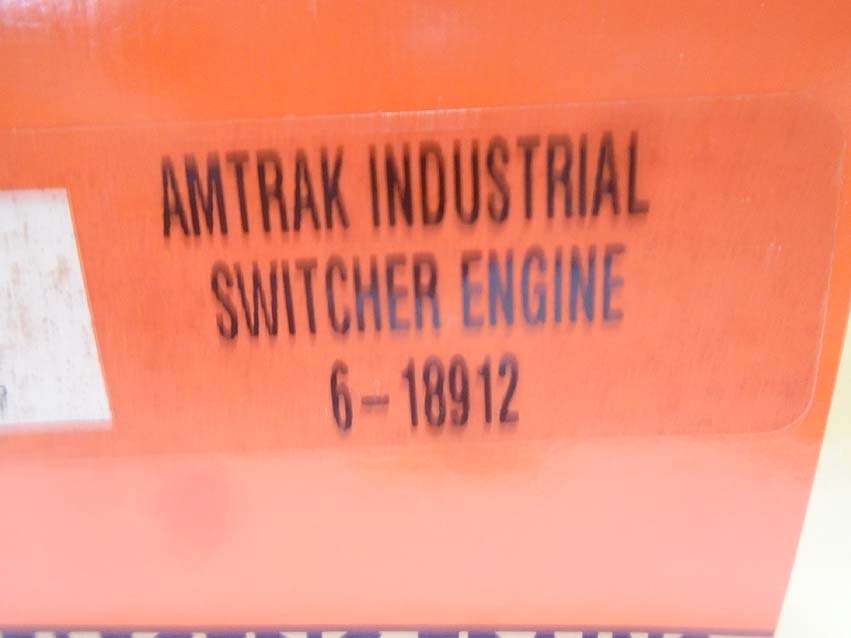 AMTRAK INDUSTRIAL
SWITCHER ENGINE
6-18912